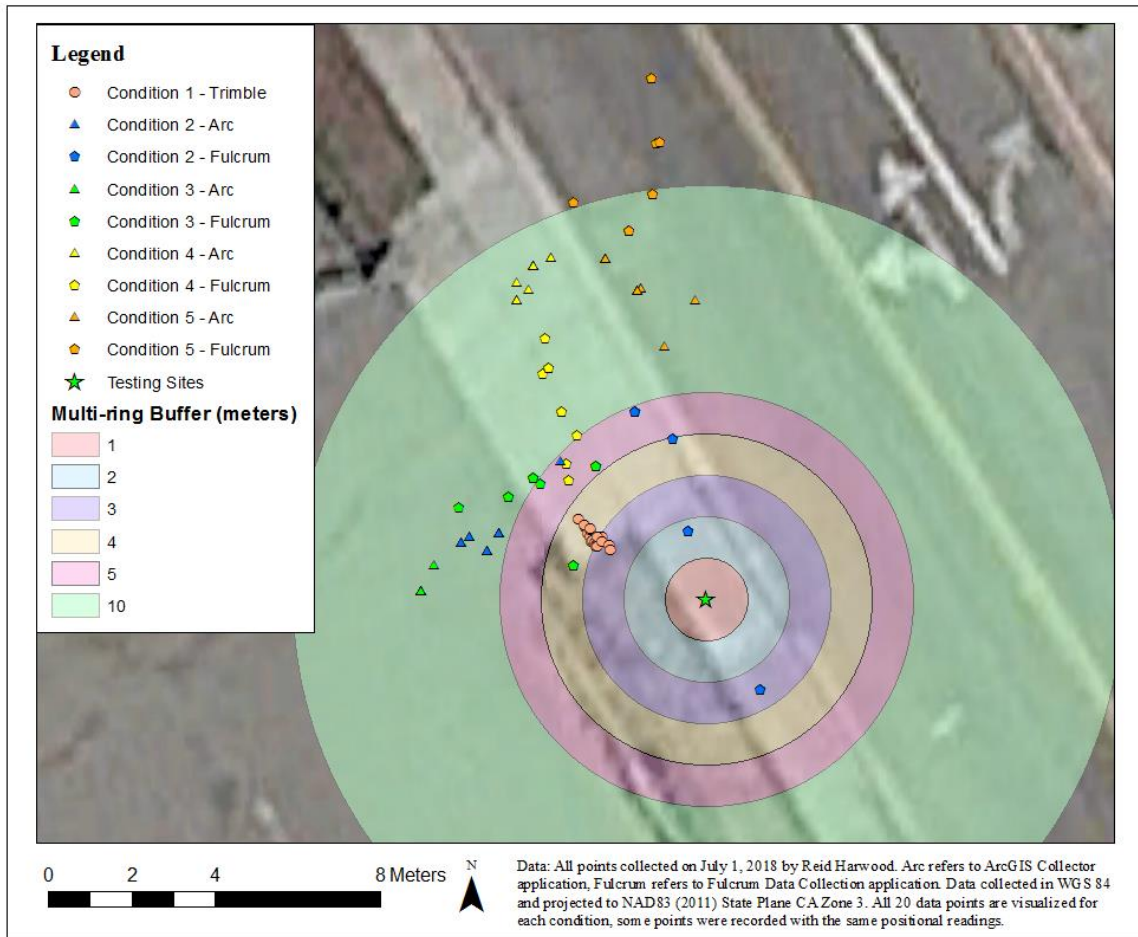 Legend
Condition 1 - Trimble
Condition 2 - Arc
Condition 2 - Fulcrum
Condition 3 - Arc
Condition 3 - Fulcrum
Condition 4 - Arc
Condition 4 - Fulcrum
Condition 5 - Arc
Condition 5 - Fulcrum
Testing Sites
Multi-ring Buffer (meters)
1
2
3
4
5
10
0 2 4 8 Meters
N
Data: All points collected on July 1, 2018 by Reid Harwood. Arc refers to ArcGIS Collector
application, Fulcrum refers to Fulcrum Data Collection application. Data collected in WGS 84
and projected to NAD83 (2011) State Plane CA Zone 3. All 20 data points are visualized for
each condition, some points were recorded with the same positional readings.